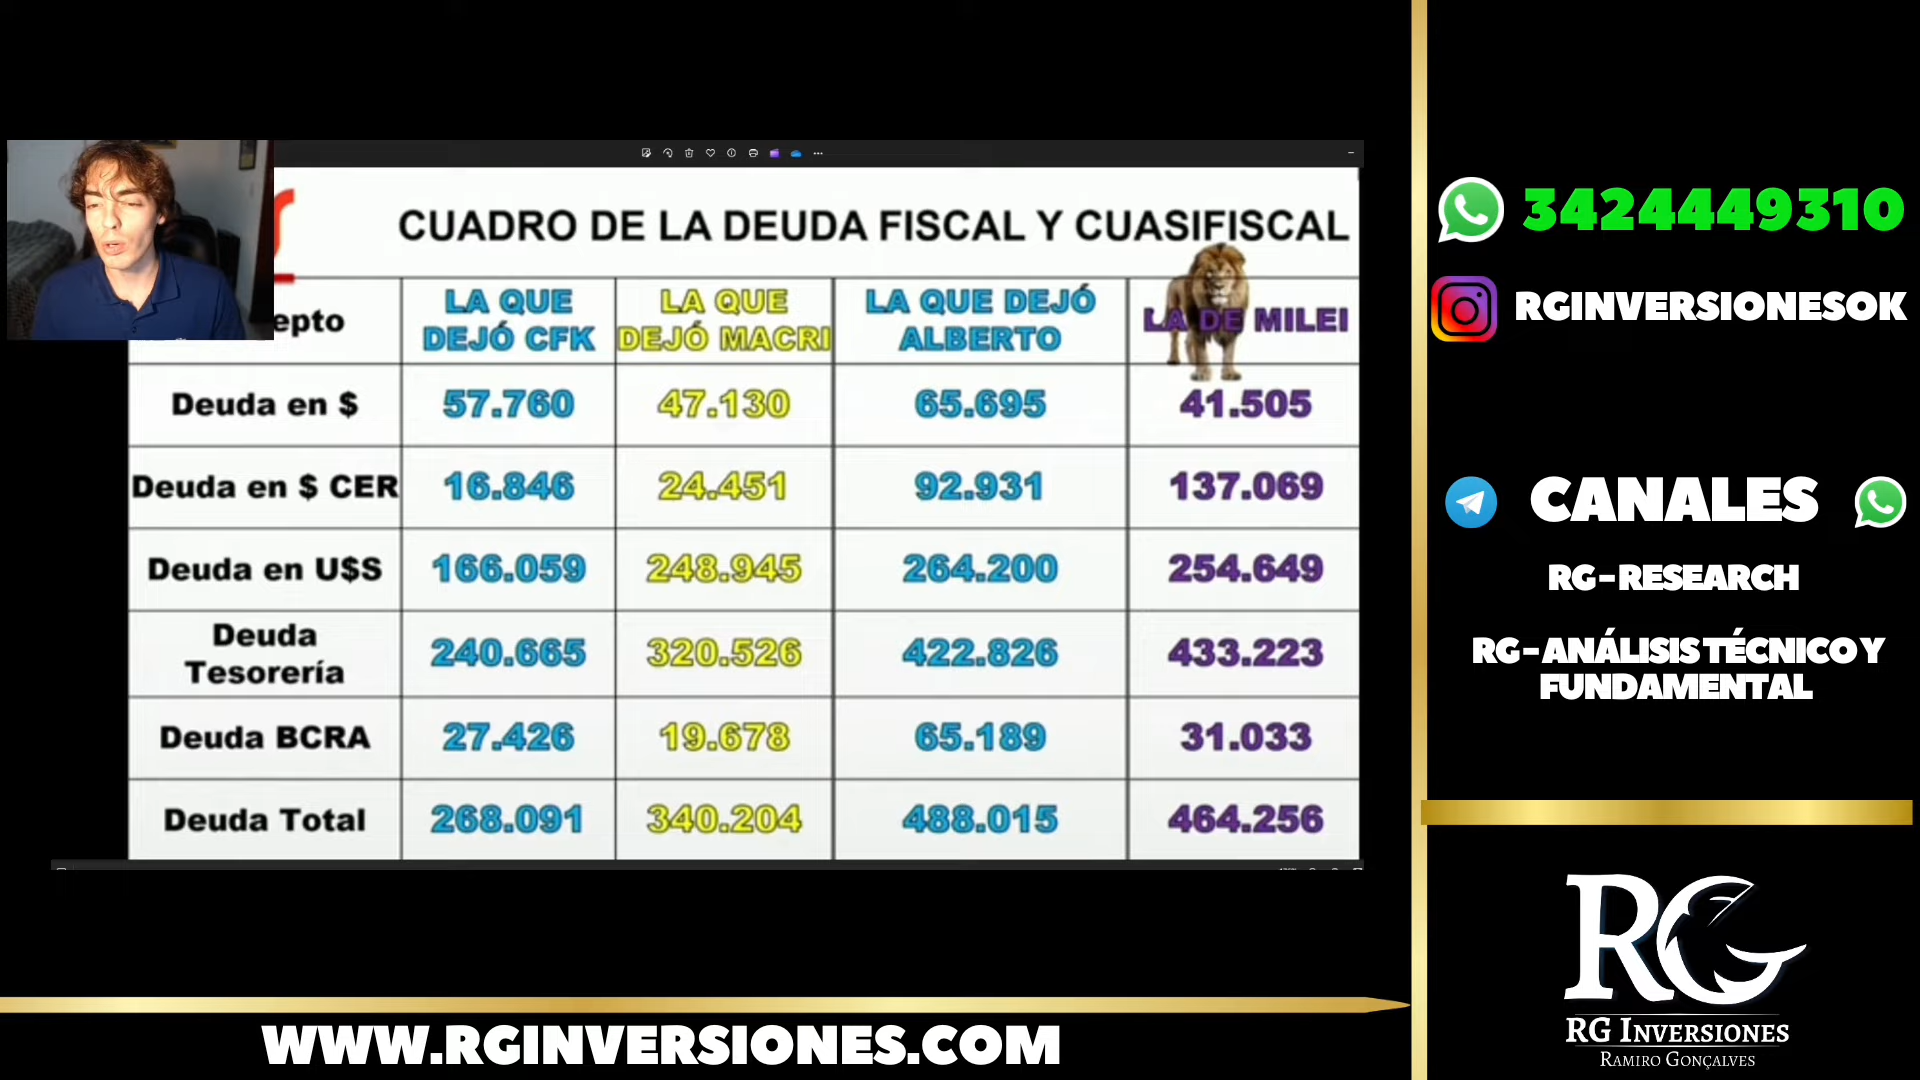 CUADRO DE LA DEUDA FISCAL Y CUASIFISCAL
epto
LA QUE DEJÓ CFK
LA QUE DEJÓ MACRI
LA QUE DEJÓ ALBERTO
LA DE MILEI
Deuda en $ 57.760 47.130 65.695 41.505
Deuda en $ CER 16.846 24.451 92.931 137.069
Deuda en U$S 166.059 248.945 264.200 254.649
Deuda Tesorería 240.665 320.526 422.826 433.223
Deuda BCRA 27.426 19.678 65.189 31.033
Deuda Total 268.091 340.204 488.015 464.256
WWW.RGINVERSIONES.COM
3424449310
RGINVERSIONESOK
CANALES
RG-RESEARCH
RG-ANÁLISIS TÉCNICO Y
FUNDAMENTAL
RG
RG INVERSIONES
RAMIRO GONÇALVES